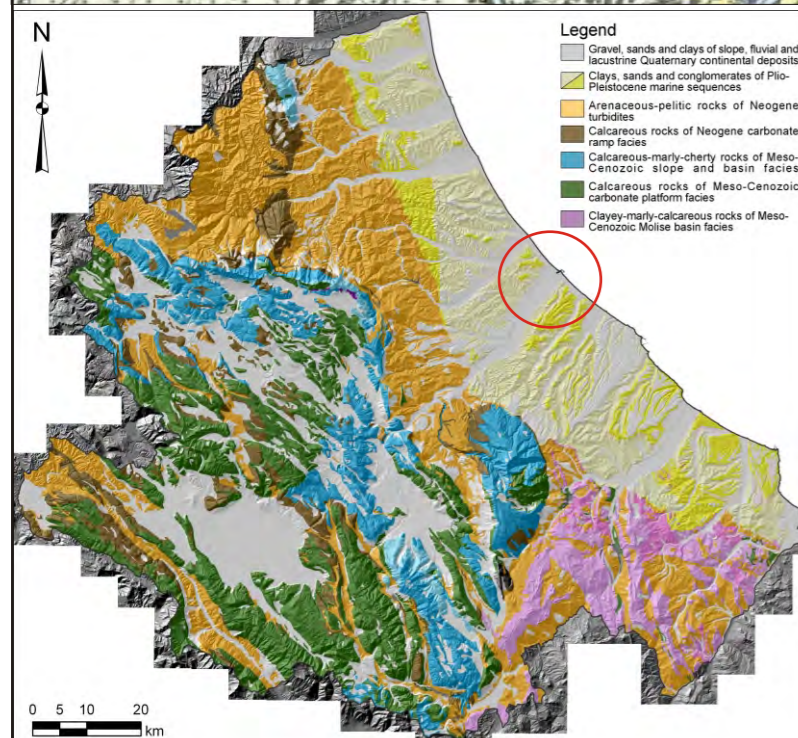 N
Legend
Gravel, sands and clays of slope, fluvial and
lacustrine Quaternary continental deposits
Clays, sands and conglomerates of Plio-
Pleistocene marine sequences
Arenaceous-pelitic rocks of Neogene
turbidites
Calcareous rocks of Neogene carbonate
ramp facies
Calcareous-marly-cherty rocks of Meso-
Cenozoic slope and basin facies
Calcareous rocks of Meso-Cenozoic
carbonate platform facies
Clayey-marly-calcareous rocks of Meso-
Cenozoic Molise basin facies
0 5 10 20
km